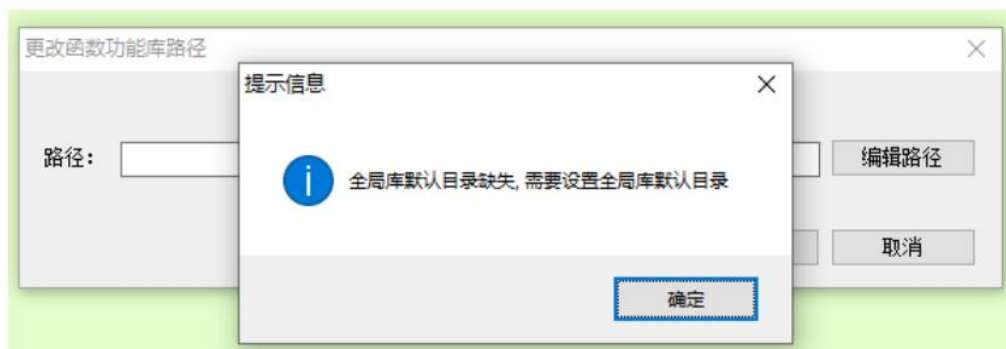 更改函数功能库路径
提示信息
路径：
编辑路径
全局库默认目录缺失, 需要设置全局库默认目录
取消
确定